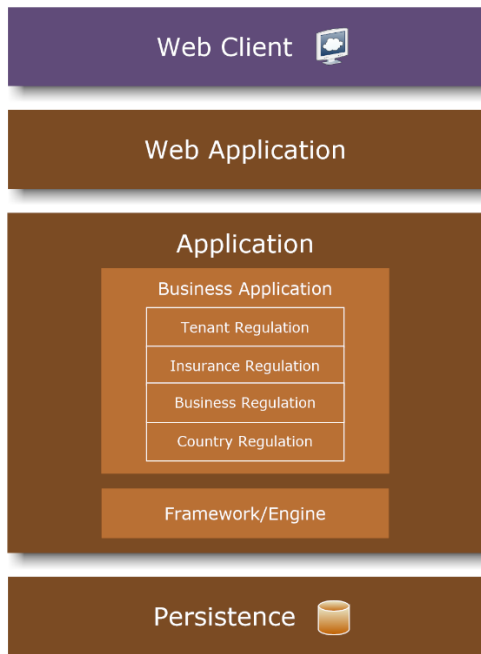 Web Client
Web Application
Application
Business Application
Tenant Regulation
Insurance Regulation
Business Regulation
Country Regulation
Framework/Engine
Persistence